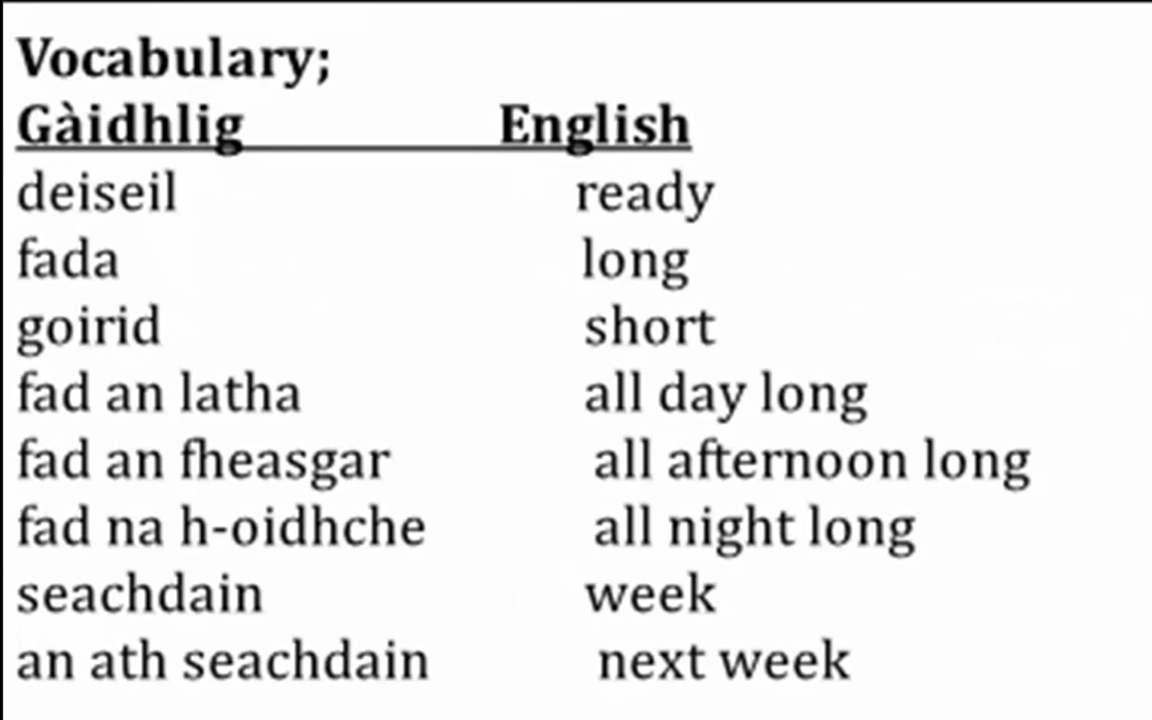 Vocabulary;
Gàidhlig English
deiseil ready
fada long
goirid short
fad an latha all day long
fad an fheasgar all afternoon long
fad na h-oidhche all night long
seachdain week
an ath seachdain next week